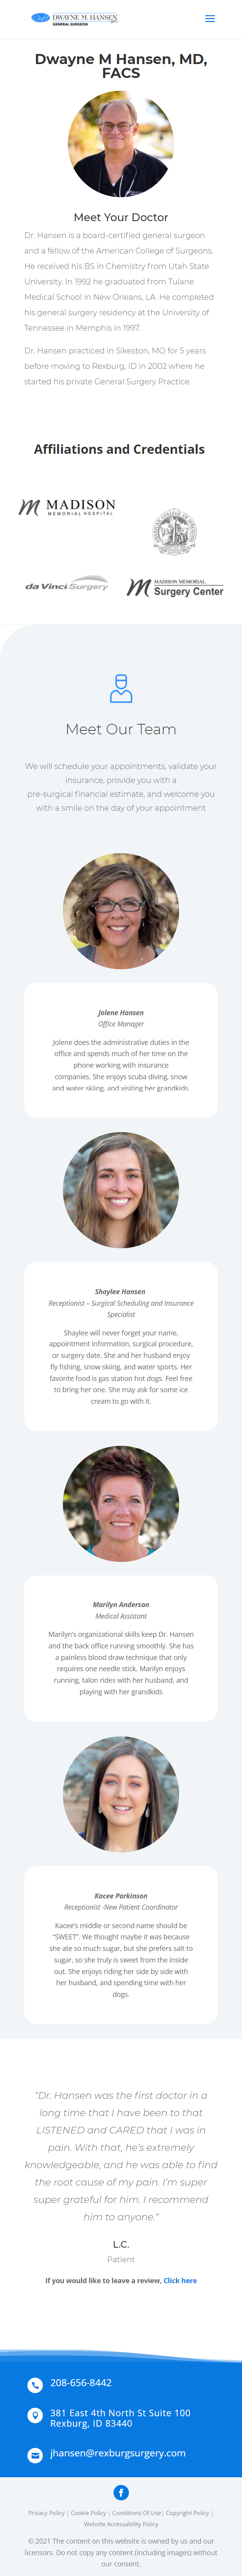 DWAYNE M. HANSEN
GENERAL SURGEON
Dwayne M Hansen, MD,
FACS
Meet Your Doctor
Dr. Hansen is a board-certified general surgeon
and a fellow of the American College of Surgeons.
He received his BS in Chemistry from Utah State
University. In 1992 he graduated from Tulane
Medical School in New Orleans, LA. He completed
his general surgery residency at the University of
Tennessee in Memphis in 1997.
Dr. Hansen practiced in Sikeston, MO for 5 years
before moving to Rexburg, ID in 2002 where he
started his private General Surgery Practice.
Affiliations and Credentials
MADISON
MEMORIAL HOSPITAL
da Vinci Surgery
MADISON MEMORIAL
Surgery Center
Meet Our Team
We will schedule your appointments, validate your
insurance, provide you with a
pre-surgical financial estimate, and welcome you
with a smile on the day of your appointment
Jolene Hansen
Office Manager
Jolene does the administrative duties in the
office and spends much of her time on the
phone working with insurance
companies. She enjoys scuba diving, snow
and water skiing, and visiting her grandkids.
Shaylee Hansen
Receptionist – Surgical Scheduling and Insurance
Specialist
Shaylee will never forget your name,
appointment information, surgical procedure,
or surgery date. She and her husband enjoy
fly fishing, snow skiing, and water sports. Her
favorite food is gas station hot dogs. Feel free
to bring her one. She may ask for some ice
cream to go with it.
Marilyn Anderson
Medical Assistant
Marilyn's organizational skills keep Dr. Hansen
and the back office running smoothly. She has
a painless blood draw technique that only
requires one needle stick. Marilyn enjoys
running, talon rides with her husband, and
playing with her grandkids
Kacee Parkinson
Receptionist -New Patient Coordinator
Kacee's middle or second name should be
"SWEET". We thought maybe it was because
she ate so much sugar, but she prefers salt to
sugar, so she truly is sweet from the inside
out. She enjoys riding her side by side with
her husband, and spending time with her
dogs.
"Dr. Hansen was the first doctor in a
long time that I have been to that
LISTENED and CARED that I was in
pain. With that, he's extremely
knowledgeable, and he was able to find
the root cause of my pain. I'm super
super grateful for him. I recommend
him to anyone."
L.C.
Patient
If you would like to leave a review, Click here
208-656-8442
381 East 4th North St Suite 100
Rexburg, ID 83440
jhansen@rexburgsurgery.com
Privacy Policy | Cookie Policy | Conditions Of Use | Copyright Policy |
Website Accessability Policy
© 2021 The content on this website is owned by us and our
licensors. Do not copy any content (including images) without
our consent.